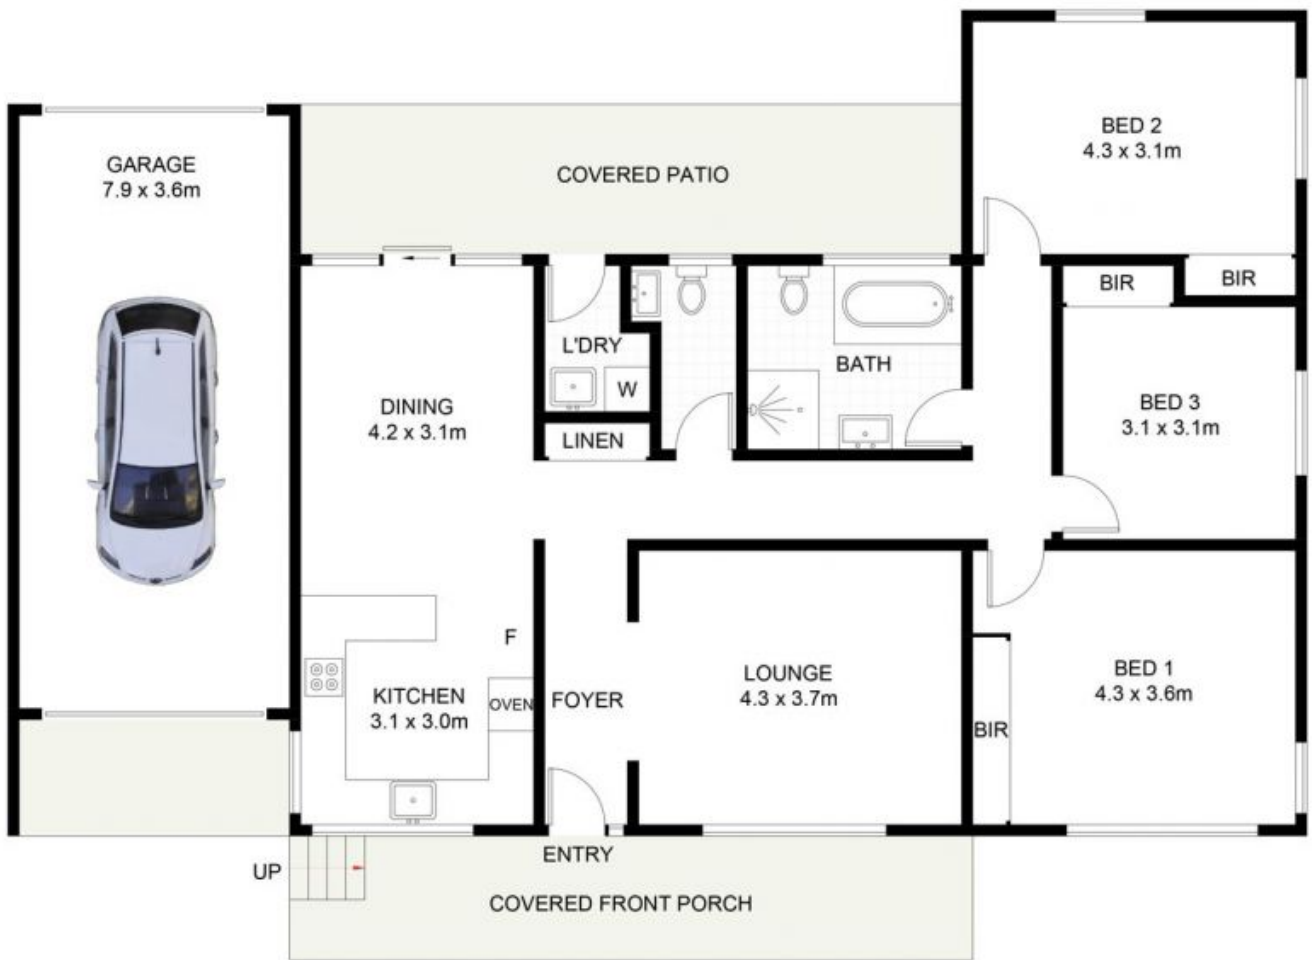 BED 2
4.3 x 3.1m
GARAGE
7.9 x 3.6m
COVERED PATIO
BIR
BIR
L'DRY
W
BATH
DINING
4.2 x 3.1m
LINEN
BED 3
3.1 x 3.1m
F
KITCHEN
3.1 x 3.0m
OVEN
FOYER
LOUNGE
4.3 x 3.7m
BED 1
4.3 x 3.6m
BIR
UP
ENTRY
COVERED FRONT PORCH